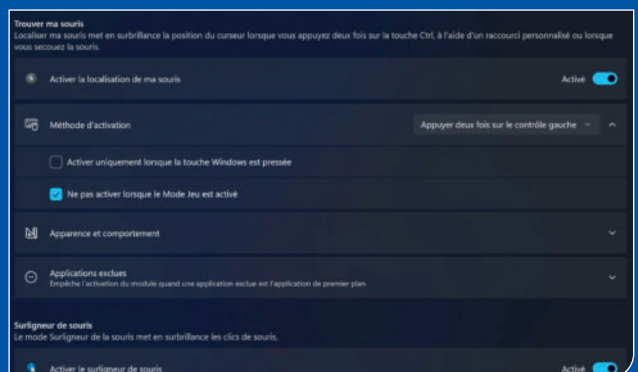 Trouver ma souris
Localiser ma souris met en surbrillance la position du curseur lorsque vous appuyez deux fois sur la touche Ctrl, à l'aide d'un raccourci personnalisé ou lorsque
vous secouez la souris.
Activer la localisation de ma souris
Activé
Méthode d'activation
Appuyer deux fois sur le contrôle gauche
Activer uniquement lorsque la touche Windows est pressée
Ne pas activer lorsque le Mode Jeu est activé
Apparence et comportement
Applications exclues
Empêche l'activation du module quand une application exclue est l'application de premier plan
Surligneur de souris
Le mode Surligneur de la souris met en surbrillance les clics de souris.
Activer le surligneur de souris
Activé